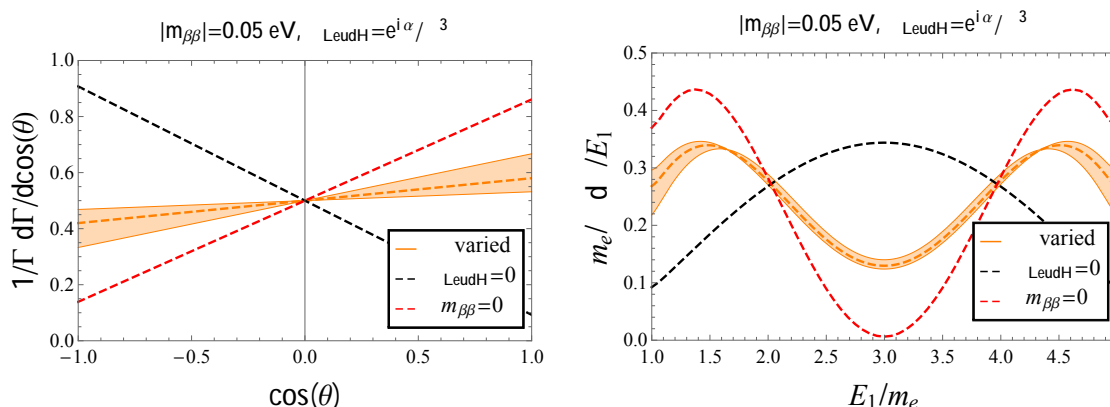 |mββ|=0.05 eV, LeudH=e^iα/ 3
1/Γ dΓ/dcos(θ)
1.0
0.8
0.6
0.4
0.2
0.0
−1.0 −0.5 0.0 0.5 1.0
cos(θ)
varied
LeudH=0
mββ=0
|mββ|=0.05 eV, LeudH=e^iα/ 3
me/ d /E1
0.5
0.4
0.3
0.2
0.1
0.0
1.0 1.5 2.0 2.5 3.0 3.5 4.0 4.5
E1/me
varied
LeudH=0
mββ=0